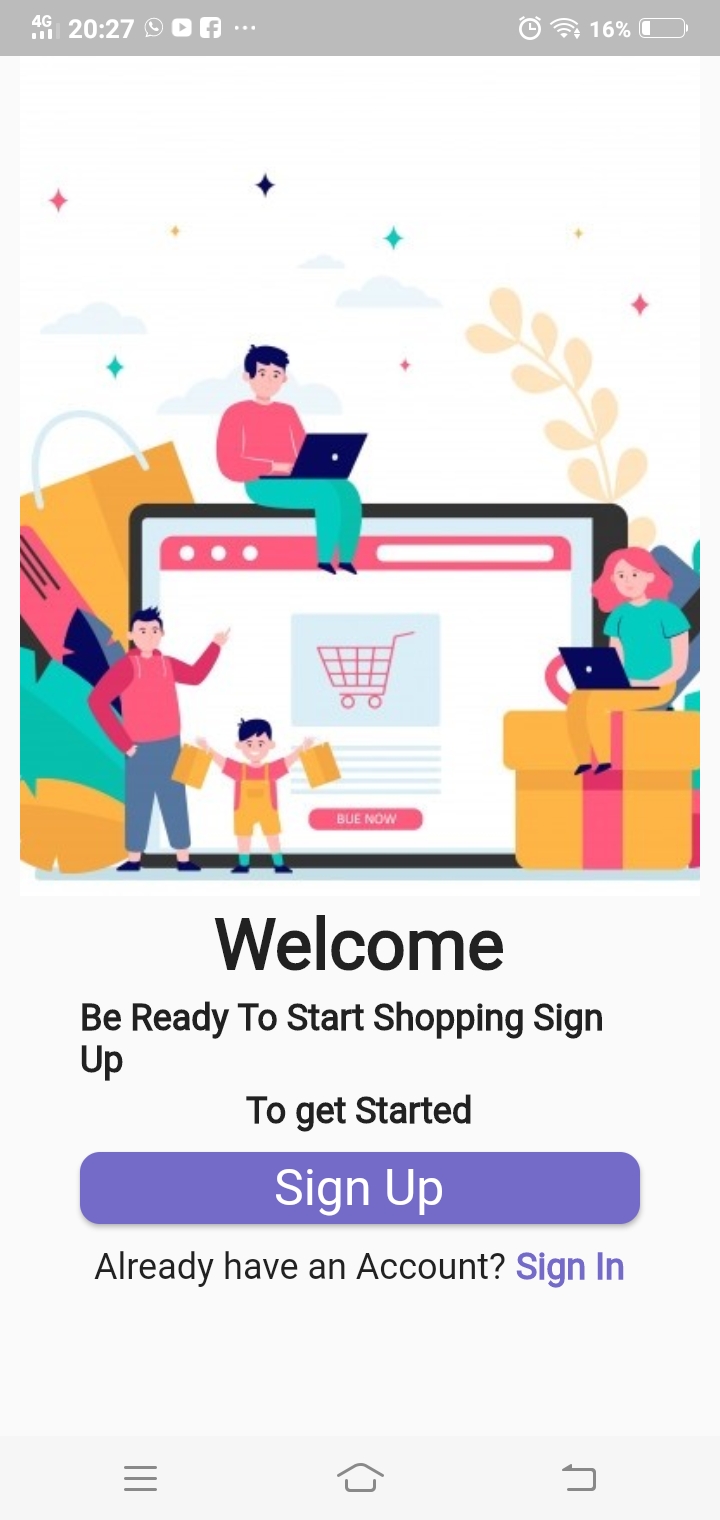 4G 20:27 ... 16%
BUE NOW
Welcome
Be Ready To Start Shopping Sign
Up
To get Started
Sign Up
Already have an Account? Sign In